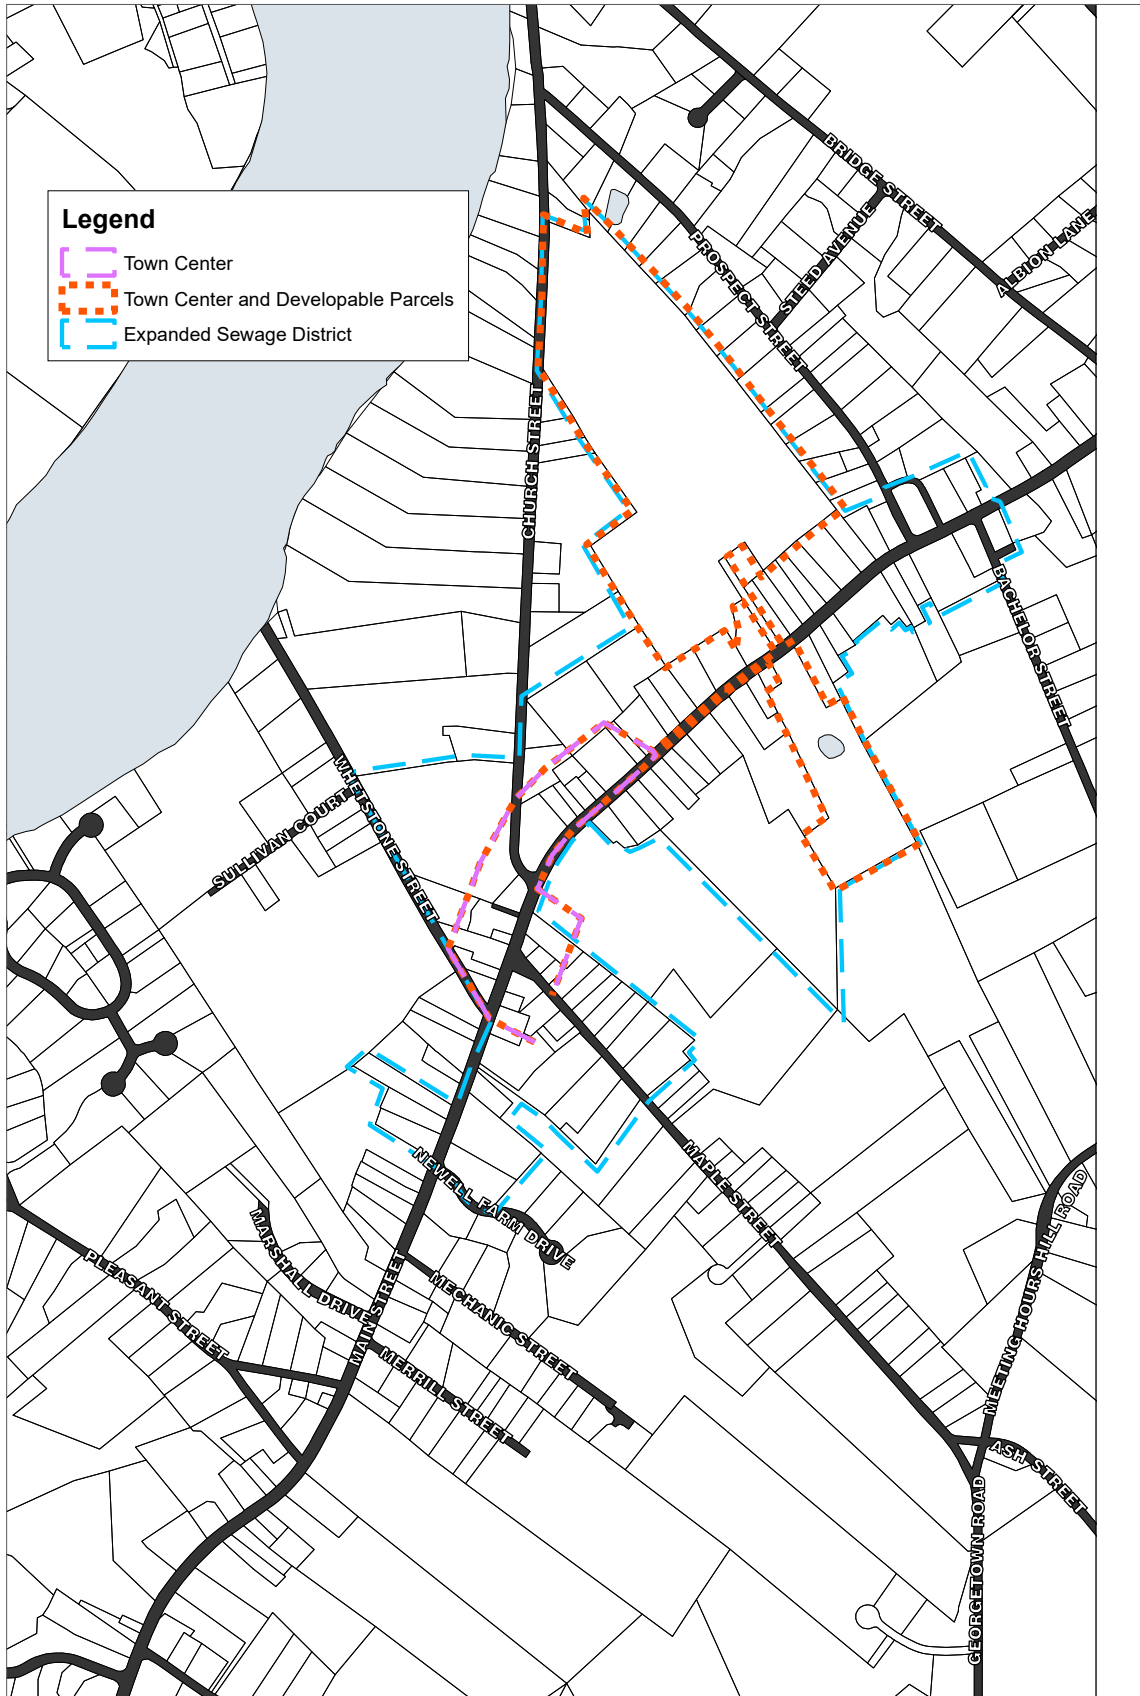 Legend
Town Center
Town Center and Developable Parcels
Expanded Sewage District
BRIDGE STREET
STEED AVENUE
ALBION LANE
PROSPECT STREET
CHURCH STREET
BACHELOR STREET
WHETSTONE STREET
SULLIVAN COURT
MAPLE STREET
NEWELL FARM DRIVE
MEETING HOURS HILL ROAD
MARSHALL DRIVE
PLEASANT STREET
MAIN STREET
MECHANIC STREET
MERRILL STREET
ASH STREET
GEORGETOWN ROAD